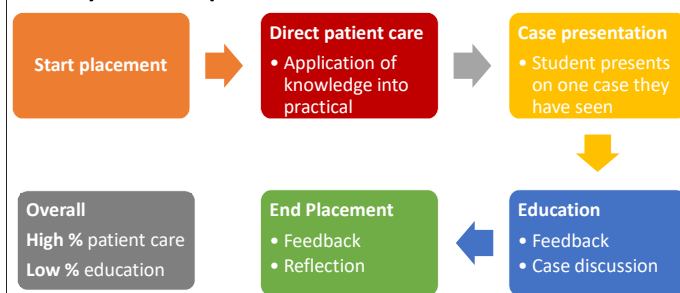 Start placement
Direct patient care
• Application of
knowledge into
practical
Case presentation
• Student presents
on one case they
have seen
Education
• Feedback
• Case discussion
End Placement
• Feedback
• Reflection
Overall
High % patient care
Low % education